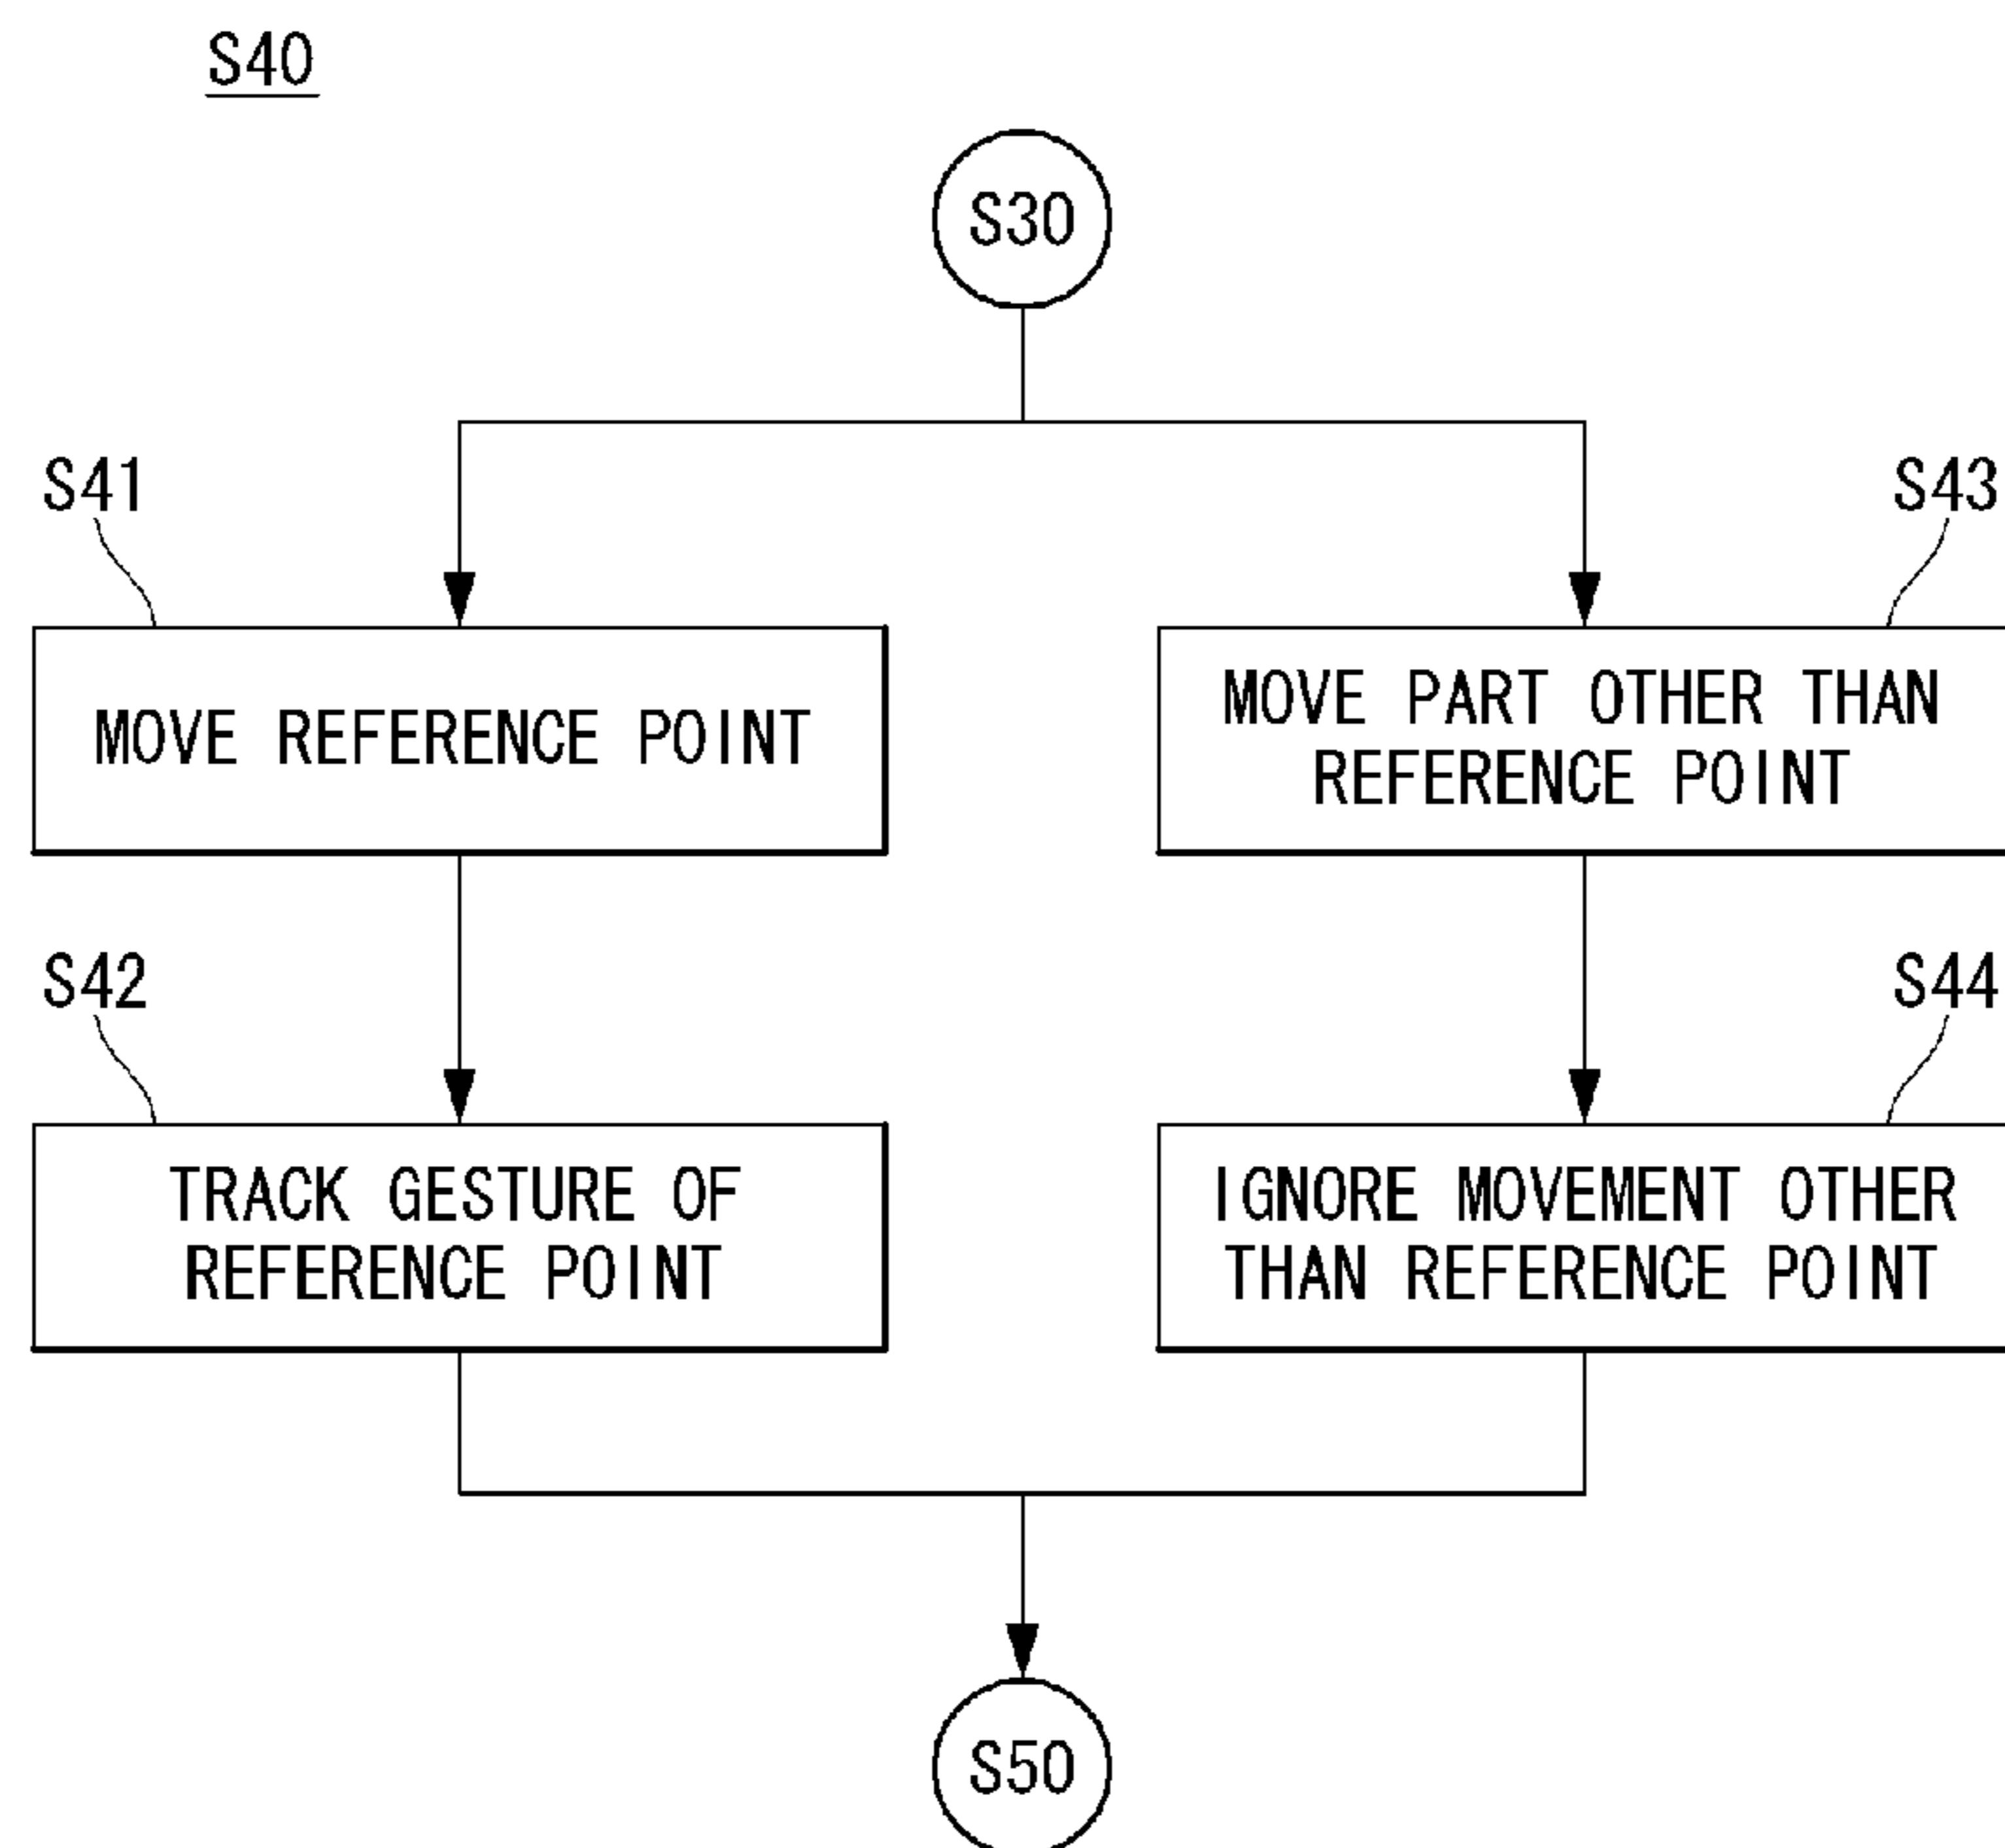 S40
S30
S41
S43
MOVE REFERENCE POINT
MOVE PART OTHER THAN
REFERENCE POINT
S42
S44
TRACK GESTURE OF
REFERENCE POINT
IGNORE MOVEMENT OTHER
THAN REFERENCE POINT
S50